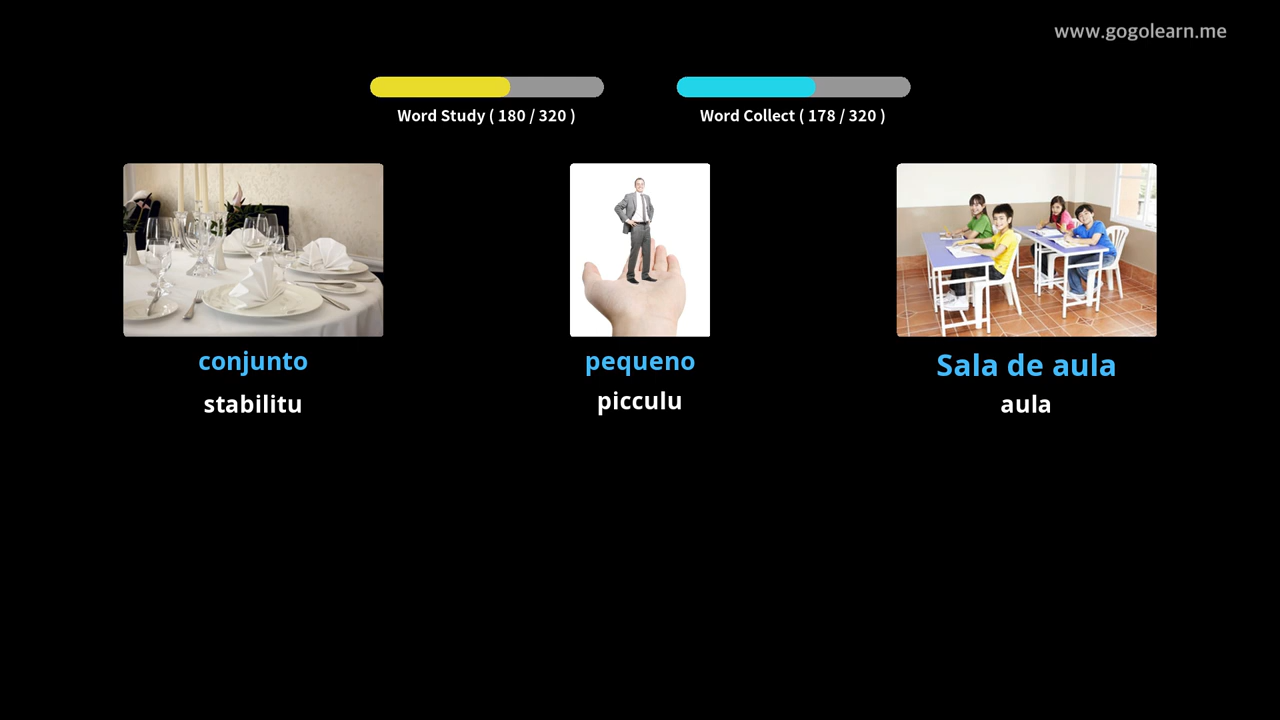 www.gogolearn.me
Word Study ( 180 / 320 )
Word Collect ( 178 / 320 )
conjunto
stabilitu
pequeno
picculu
Sala de aula
aula